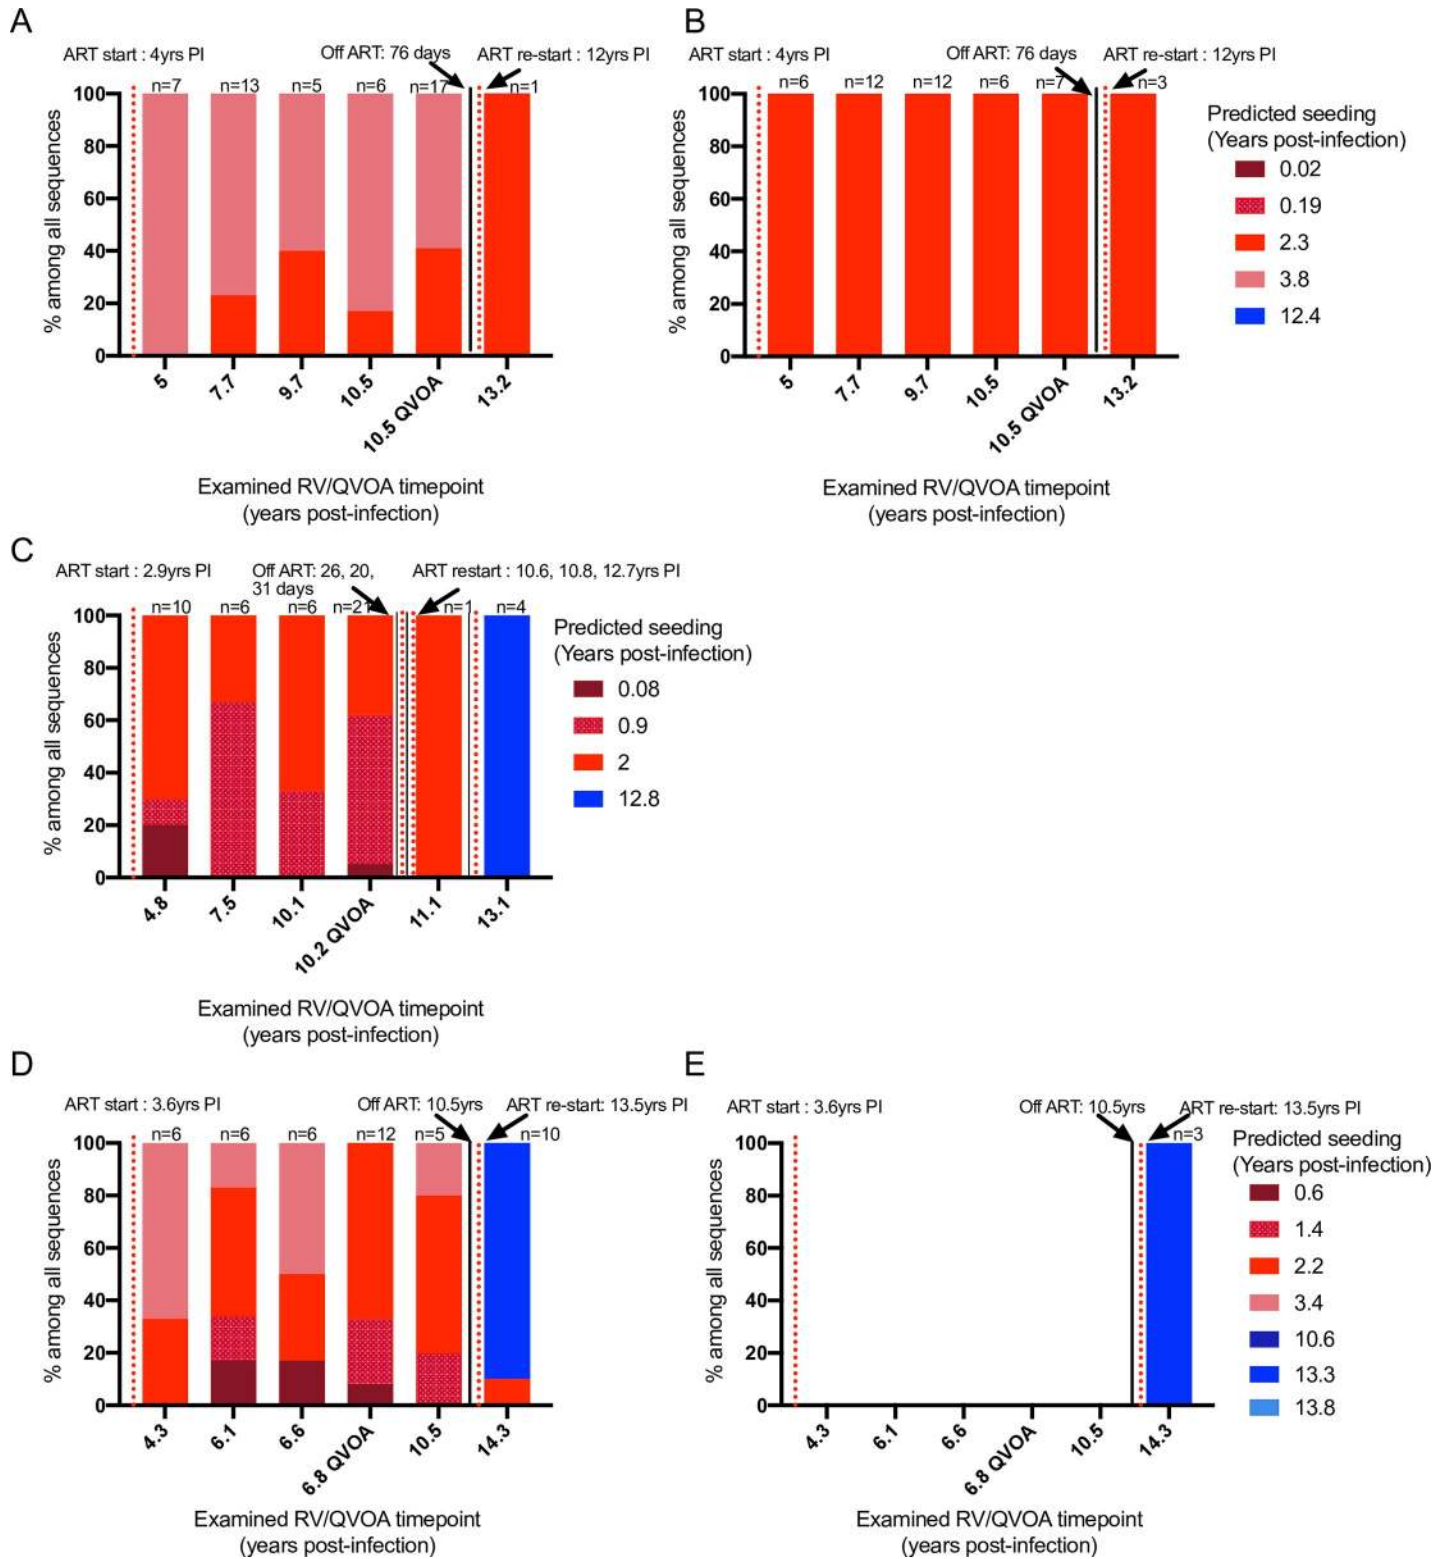 A
ART start : 4yrs PI
Off ART: 76 days
ART re-start : 12yrs PI
n=7
n=13
n=5
n=6
n=17
n=1
% among all sequences
100
80
60
40
20
0
5
7.7
9.7
10.5
10.5 QVOA
13.2
Examined RV/QVOA timepoint
(years post-infection)
B
ART start : 4yrs PI
Off ART: 76 days
ART re-start : 12yrs PI
n=6
n=12
n=12
n=6
n=7
n=3
% among all sequences
100
80
60
40
20
0
5
7.7
9.7
10.5
10.5 QVOA
13.2
Examined RV/QVOA timepoint
(years post-infection)
Predicted seeding
(Years post-infection)
0.02
0.19
2.3
3.8
12.4
C
ART start : 2.9yrs PI
Off ART: 26, 20,
31 days
ART restart : 10.6, 10.8, 12.7yrs PI
n=10
n=6
n=6
n=21
n=1
n=4
% among all sequences
100
80
60
40
20
0
4.8
7.5
10.1
10.2 QVOA
11.1
13.1
Examined RV/QVOA timepoint
(years post-infection)
Predicted seeding
(Years post-infection)
0.08
0.9
2
12.8
D
ART start : 3.6yrs PI
Off ART: 10.5yrs
ART re-start: 13.5yrs PI
n=6
n=6
n=6
n=12
n=5
n=10
% among all sequences
100
80
60
40
20
0
4.3
6.1
6.6
6.8 QVOA
10.5
14.3
Examined RV/QVOA timepoint
(years post-infection)
E
ART start : 3.6yrs PI
Off ART: 10.5yrs
ART re-start: 13.5yrs PI
n=3
% among all sequences
100
80
60
40
20
0
4.3
6.1
6.6
6.8 QVOA
10.5
14.3
Examined RV/QVOA timepoint
(years post-infection)
Predicted seeding
(Years post-infection)
0.6
1.4
2.2
3.4
10.6
13.3
13.8